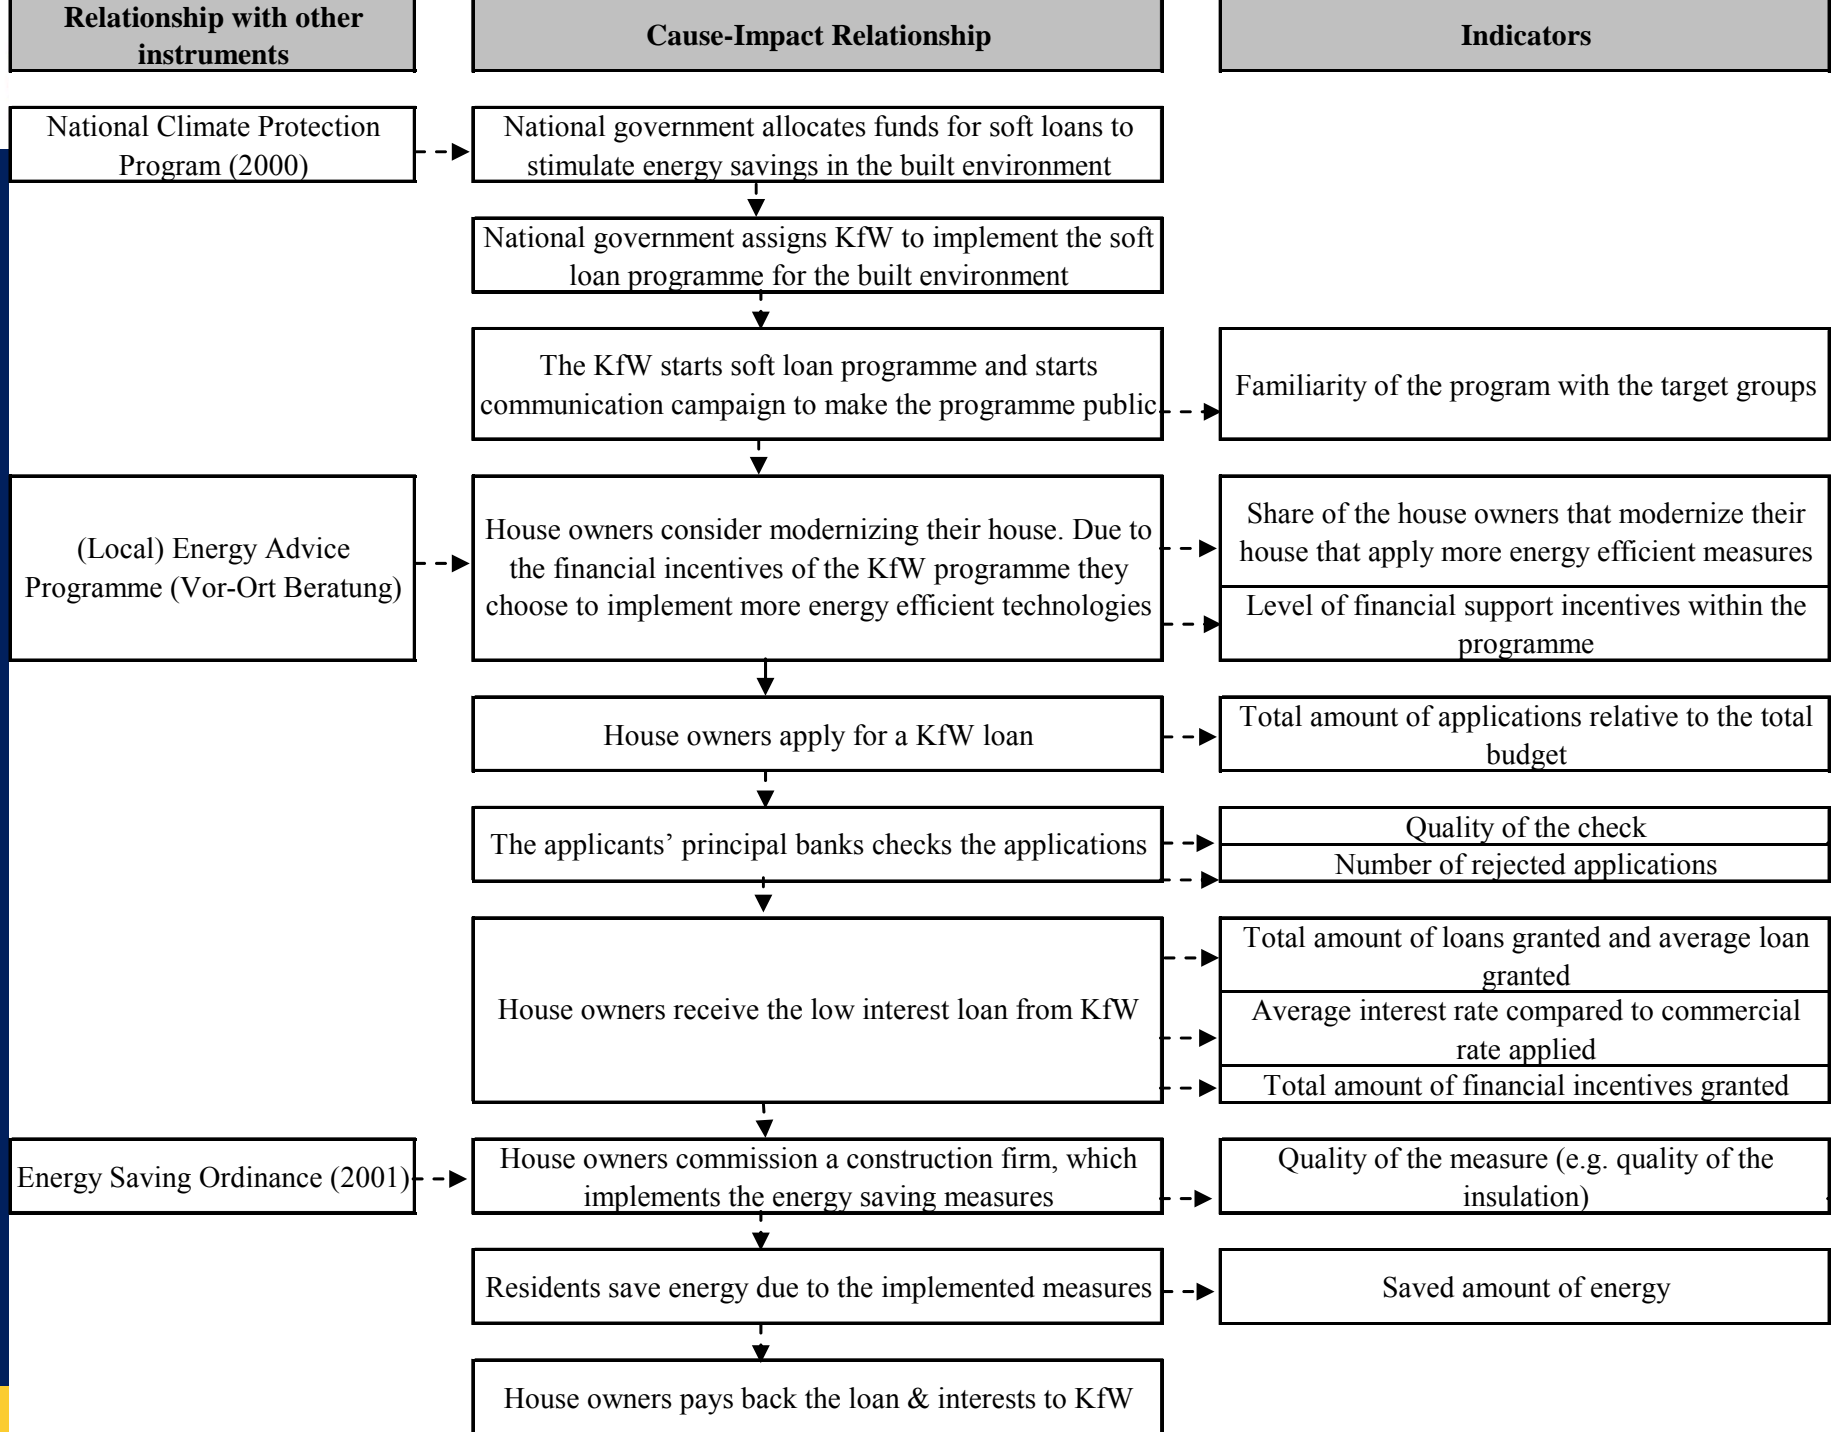 Relationship with other
instruments
Cause-Impact Relationship
Indicators
National Climate Protection
Program (2000)
National government allocates funds for soft loans to
stimulate energy savings in the built environment
National government assigns KfW to implement the soft
loan programme for the built environment
The KfW starts soft loan programme and starts
communication campaign to make the programme public
Familiarity of the program with the target groups
(Local) Energy Advice
Programme (Vor-Ort Beratung)
House owners consider modernizing their house. Due to
the financial incentives of the KfW programme they
choose to implement more energy efficient technologies
Share of the house owners that modernize their
house that apply more energy efficient measures
Level of financial support incentives within the
programme
House owners apply for a KfW loan
Total amount of applications relative to the total
budget
The applicants’ principal banks checks the applications
Quality of the check
Number of rejected applications
House owners receive the low interest loan from KfW
Total amount of loans granted and average loan
granted
Average interest rate compared to commercial
rate applied
Total amount of financial incentives granted
Energy Saving Ordinance (2001)
House owners commission a construction firm, which
implements the energy saving measures
Quality of the measure (e.g. quality of the
insulation)
Residents save energy due to the implemented measures
Saved amount of energy
House owners pays back the loan & interests to KfW